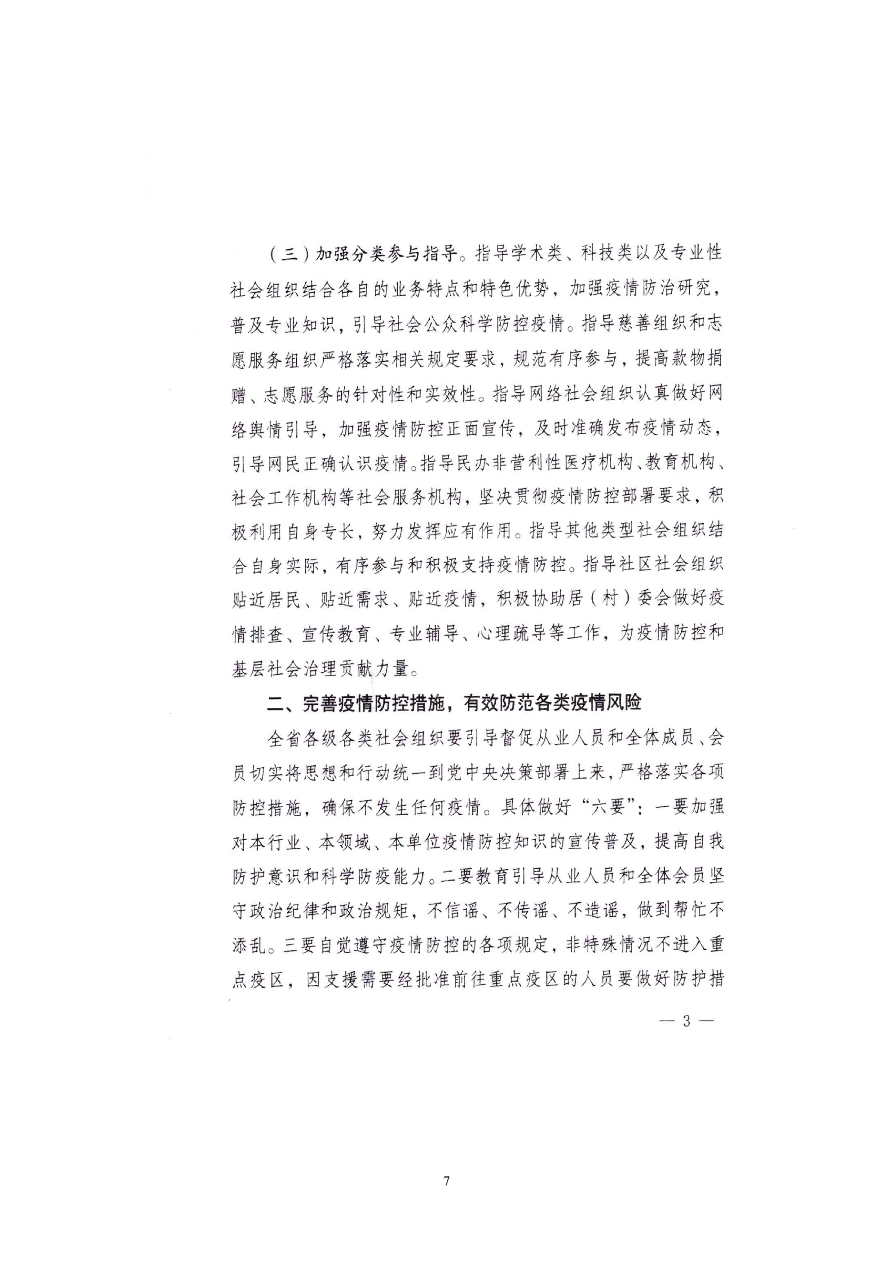 （三）加强分类参与指导。指导学术类、科技类以及专业性
社会组织结合各自的业务特点和特色优势，加强疫情防治研究，
普及专业知识，引导社会公众科学防控疫情。指导慈善组织和志
愿服务组织严格落实相关规定要求，规范有序参与，提高款物捐
赠、志愿服务的针对性和实效性。指导网络社会组织认真做好网
络舆情引导，加强疫情防控正面宣传，及时准确发布疫情动态，
引导网民正确认识疫情。指导民办非营利性医疗机构、教育机构、
社会工作机构等社会服务机构，坚决贯彻疫情防控部署要求，积
极利用自身专长，努力发挥应有作用。指导其他类型社会组织结
合自身实际，有序参与和积极支持疫情防控。指导社区社会组织
贴近居民、贴近需求、贴近疫情，积极协助居（村）委会做好疫
情排查、宣传教育、专业辅导、心理疏导等工作，为疫情防控和
基层社会治理贡献力量。
二、完善疫情防控措施，有效防范各类疫情风险
全省各级各类社会组织要引导督促从业人员和全体成员、会
员切实将思想和行动统一到党中央决策部署上来，严格落实各项
防控措施，确保不发生任何疫情。具体做好“六要”：一要加强
对本行业、本领域、本单位疫情防控知识的宣传普及，提高自我
防护意识和科学防疫能力。二要教育引导从业人员和全体会员坚
守政治纪律和政治规矩，不信谣、不传谣、不造谣，做到帮忙不
添乱。三要自觉遵守疫情防控的各项规定，非特殊情况不进入重
点疫区，因支援需要经批准前往重点疫区的人员要做好防护措
— 3 —
7